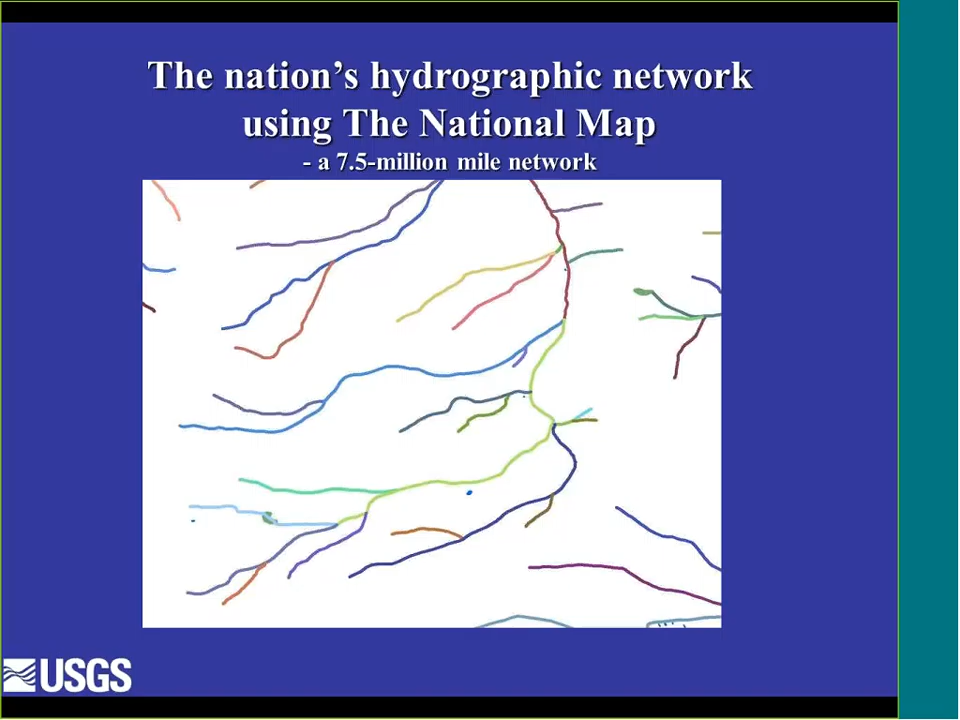 The nation's hydrographic network
using The National Map
- a 7.5-million mile network
USGS